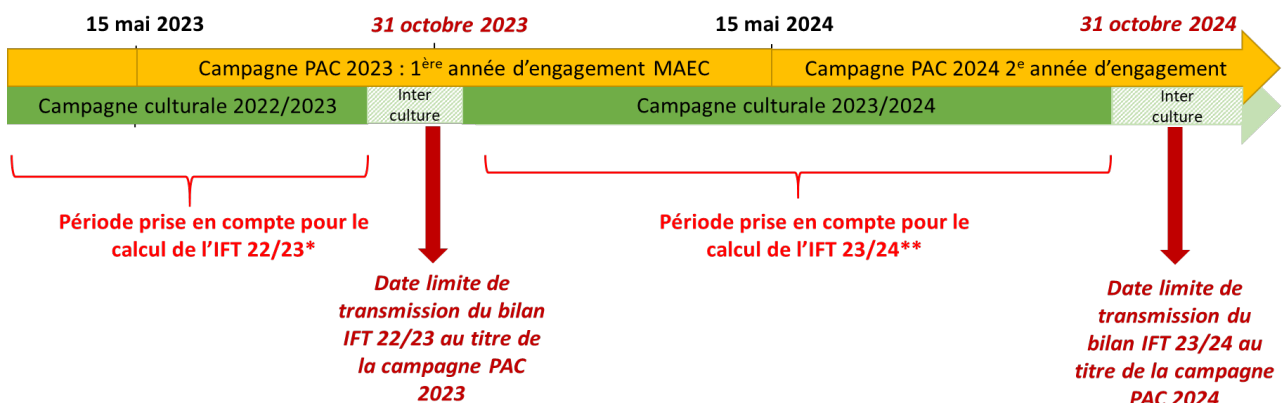 15 mai 2023
31 octobre 2023
15 mai 2024
31 octobre 2024
Campagne PAC 2023 : 1ère année d’engagement MAEC
Campagne PAC 2024 2e année d’engagement
Campagne culturale 2022/2023
Inter
culture
Campagne culturale 2023/2024
Inter
culture
Période prise en compte pour le
calcul de l’IFT 22/23*
Période prise en compte pour le
calcul de l’IFT 23/24**
Date limite de
transmission du bilan
IFT 22/23 au titre de
la campagne PAC
2023
Date limite de
transmission du
bilan IFT 23/24 au
titre de la campagne
PAC 2024